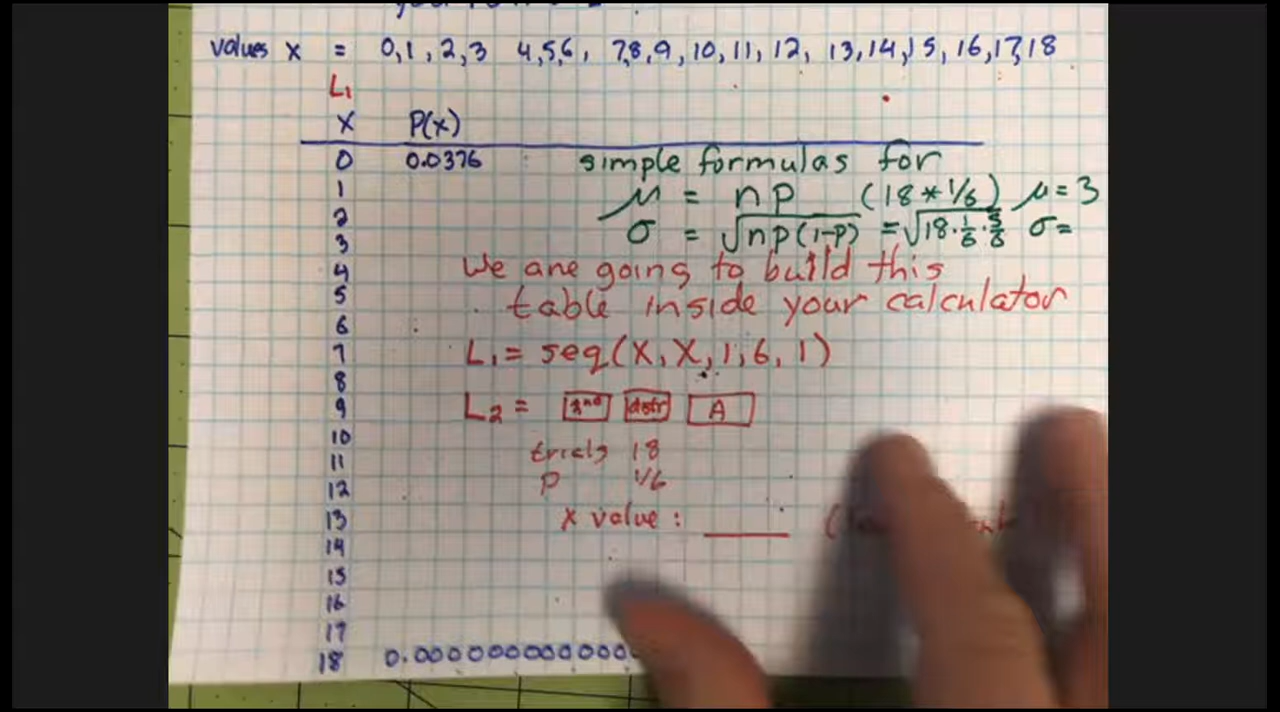 values x = 0,1,2,3 4,5,6, 7,8,9,10,11,12, 13,14,15,16,17,18
L₁
X P(x)
0 0.0376 simple formulas for
1 μ = np (18*1/6) μ=3
2 σ = √np(1-p) = √18·1/6·5/6 σ=
3
4 We are going to build this
5 table inside your calculator
6
7 L₁= seq(X,X,1,6,1)
8
9 L₂ = 2nd distr A
10
11 trials 18
12 P 1/6
13 x value : ____
14
15
16
17
18 0.000000000000